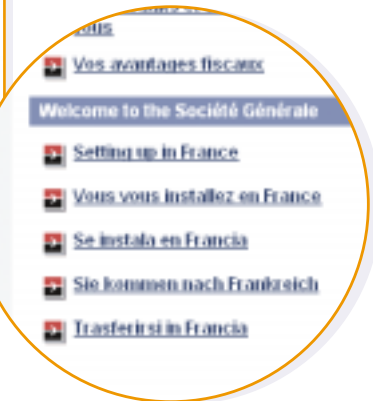 vous
Vos avantages fiscaux
Welcome to the Société Générale
Setting up in France
Vous vous installez en France
Se instala en Francia
Sie kommen nach Frankreich
Trasferirsi in Francia